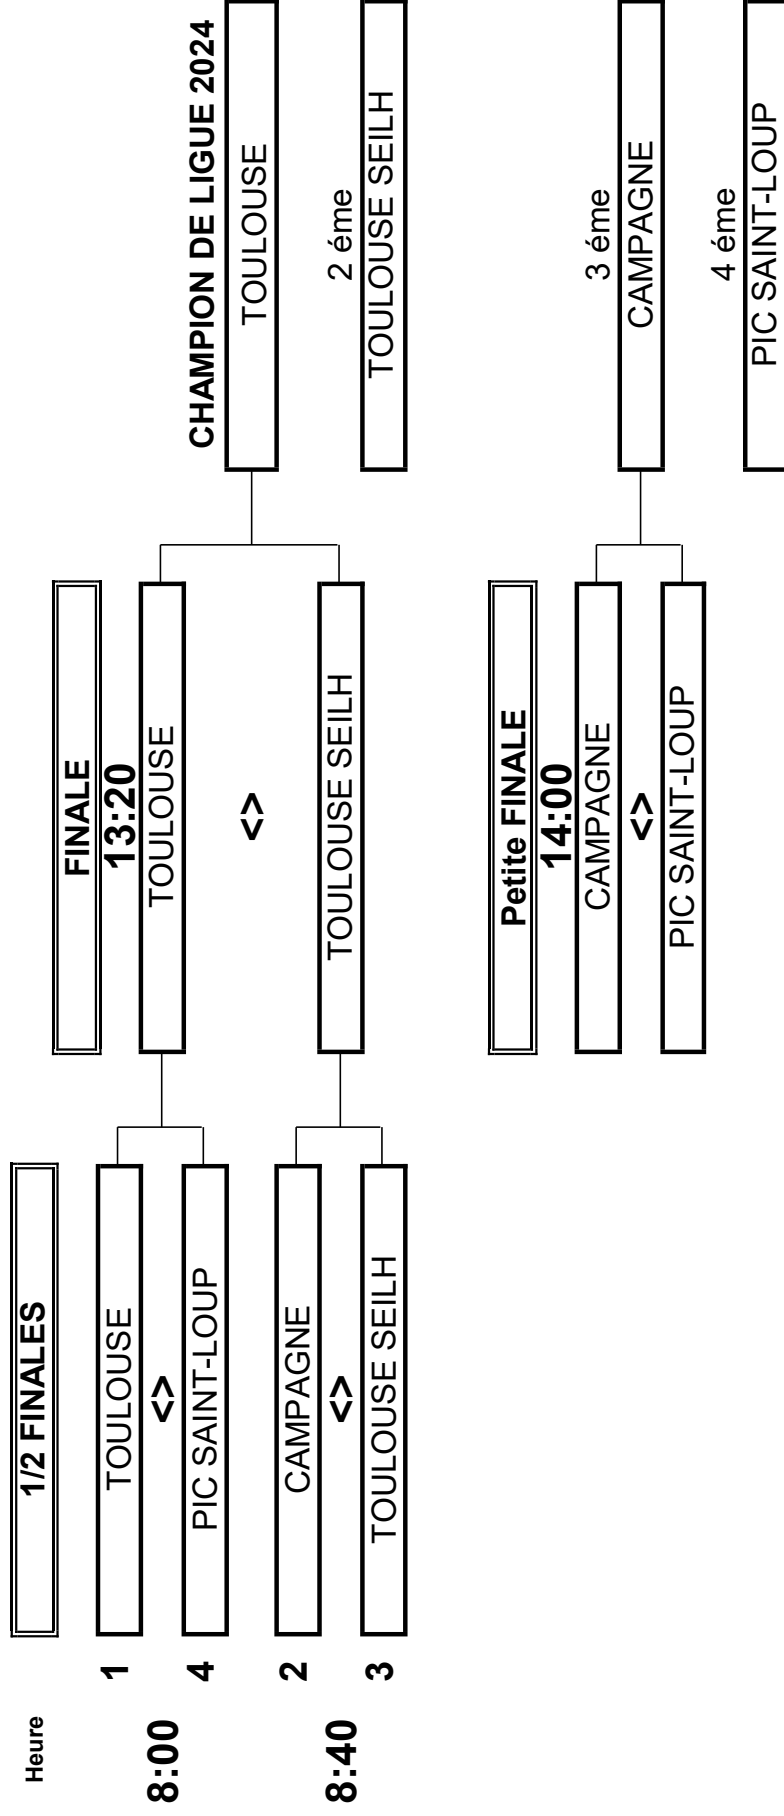 Heure
1/2 FINALES
8:00
1
TOULOUSE
<>
4
PIC SAINT-LOUP
8:40
2
CAMPAGNE
<>
3
TOULOUSE SEILH
FINALE
13:20
TOULOUSE
<>
TOULOUSE SEILH
Petite FINALE
14:00
CAMPAGNE
<>
PIC SAINT-LOUP
CHAMPION DE LIGUE 2024
TOULOUSE
2 éme
TOULOUSE SEILH
3 éme
CAMPAGNE
4 éme
PIC SAINT-LOUP